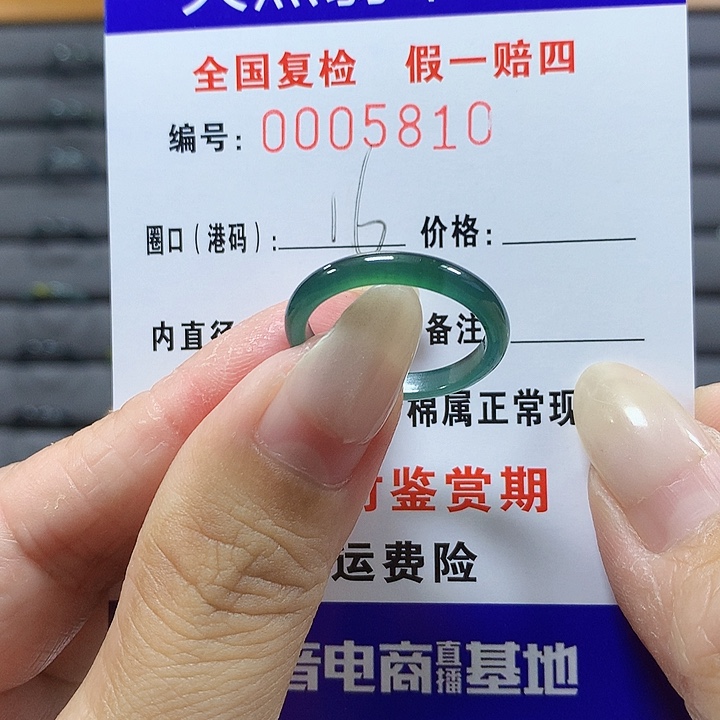 全国复检 假一赔四
编号: 0005810
圈口(港码): 16 价格:
内直径 备注
棉属正常现
鉴赏期
运费险
音电商直播基地